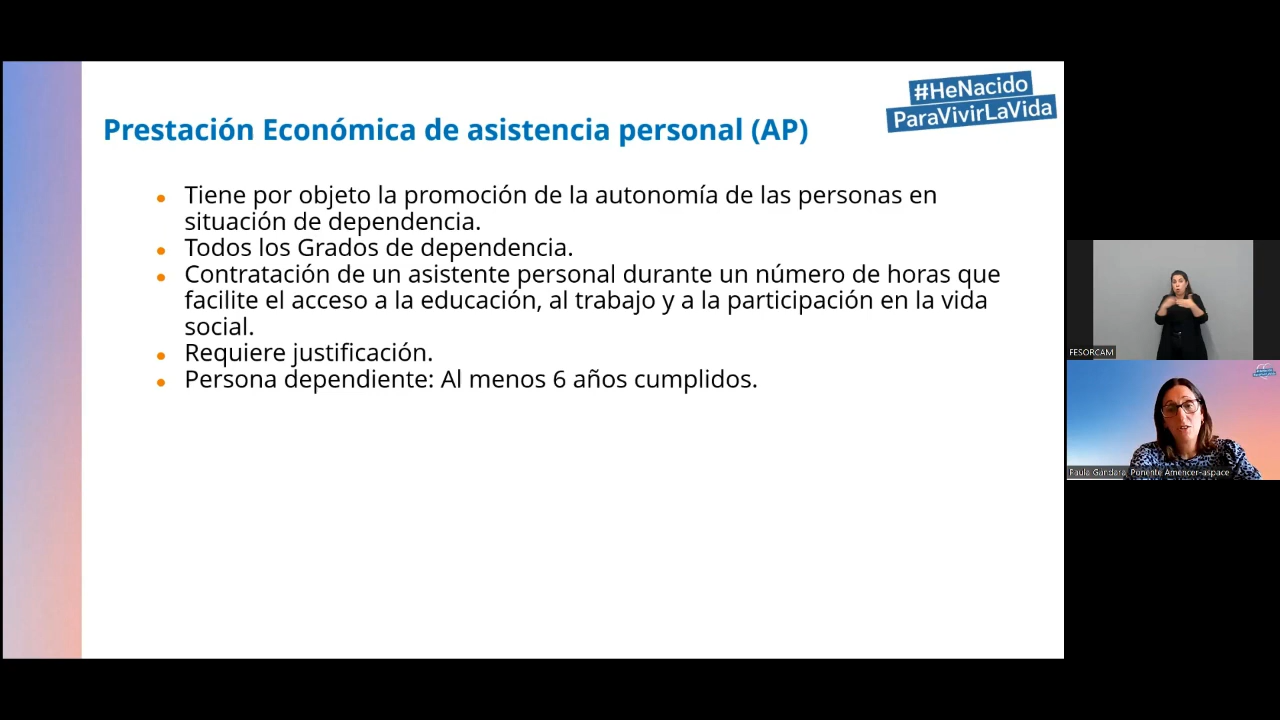 #HeNacido
ParaVivirLaVida
Prestación Económica de asistencia personal (AP)
Tiene por objeto la promoción de la autonomía de las personas en
situación de dependencia.
Todos los Grados de dependencia.
Contratación de un asistente personal durante un número de horas que
facilite el acceso a la educación, al trabajo y a la participación en la vida
social.
Requiere justificación.
Persona dependiente: Al menos 6 años cumplidos.
FESORCAM
Paula Gandara_Ponente Amencer-aspace